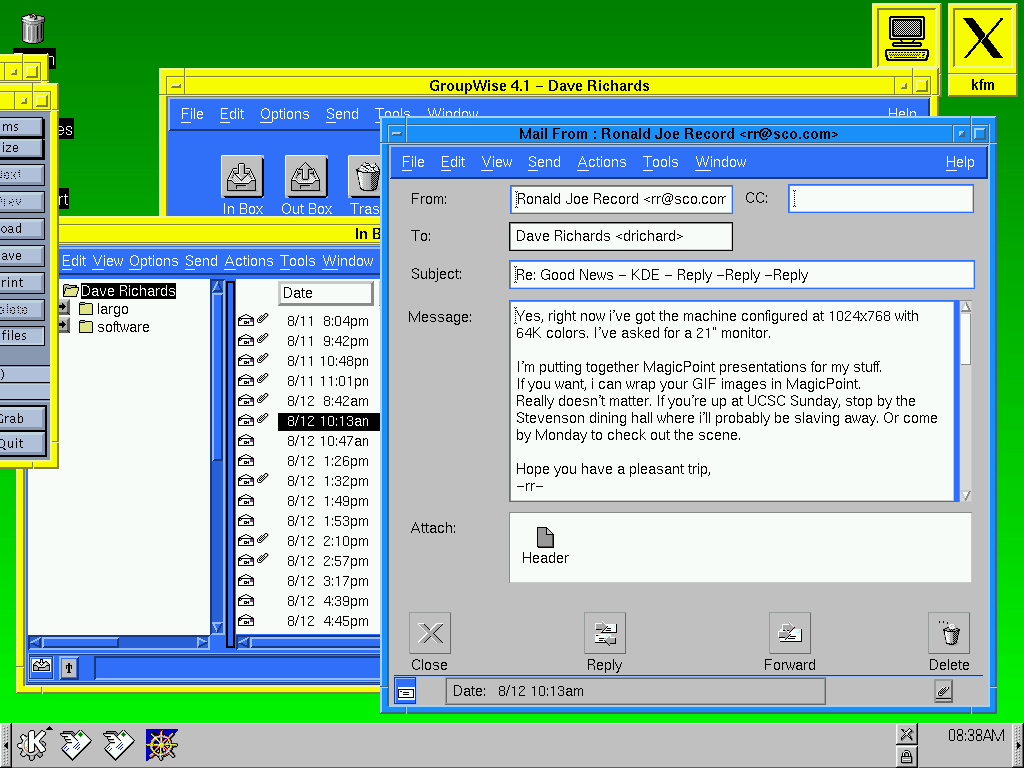 kfm
GroupWise 4.1 – Dave Richards
File Edit Options Send Tools Window Help
In Box Out Box Tras
In B
Edit View Options Send Actions Tools Window
Dave Richards
largo
software
Date
8/11 8:04pm
8/11 9:42pm
8/11 10:48pm
8/11 11:01pm
8/12 8:42am
8/12 10:13an
8/12 10:47am
8/12 1:26pm
8/12 1:32pm
8/12 1:49pm
8/12 1:53pm
8/12 2:10pm
8/12 2:57pm
8/12 3:17pm
8/12 4:39pm
8/12 4:45pm
Mail From : Ronald Joe Record <rr@sco.com>
File Edit View Send Actions Tools Window Help
From: Ronald Joe Record <rr@sco.com CC:
To: Dave Richards <drichard>
Subject: Re: Good News – KDE – Reply –Reply –Reply
Message: Yes, right now i've got the machine configured at 1024x768 with
64K colors. I've asked for a 21" monitor.
I'm putting together MagicPoint presentations for my stuff.
If you want, i can wrap your GIF images in MagicPoint.
Really doesn't matter. If you're up at UCSC Sunday, stop by the
Stevenson dining hall where i'll probably be slaving away. Or come
by Monday to check out the scene.
Hope you have a pleasant trip,
–rr–
Attach:
Header
Close Reply Forward Delete
Date: 8/12 10:13am
ms
ize
ext
rev
oad
ave
rint
elete
files
)
Grab
Quit
es
rt
08:38AM